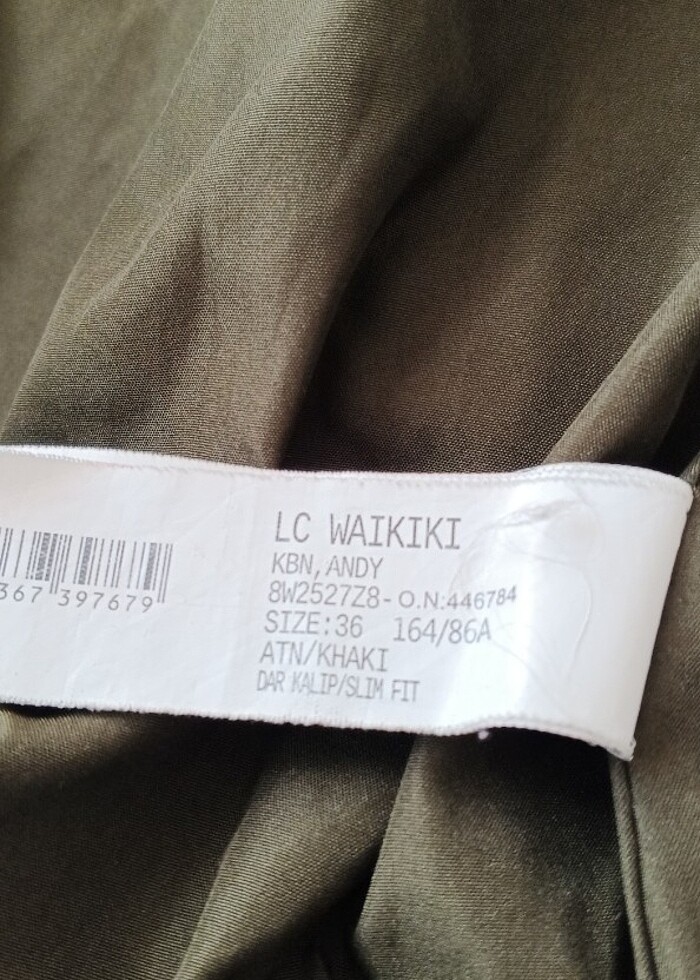 LC WAIKIKI
KBN,ANDY
8W2527Z8-O.N:446784
SIZE:36 164/86A
ATN/KHAKI
DAR KALIP/SLIM FIT
367 397679